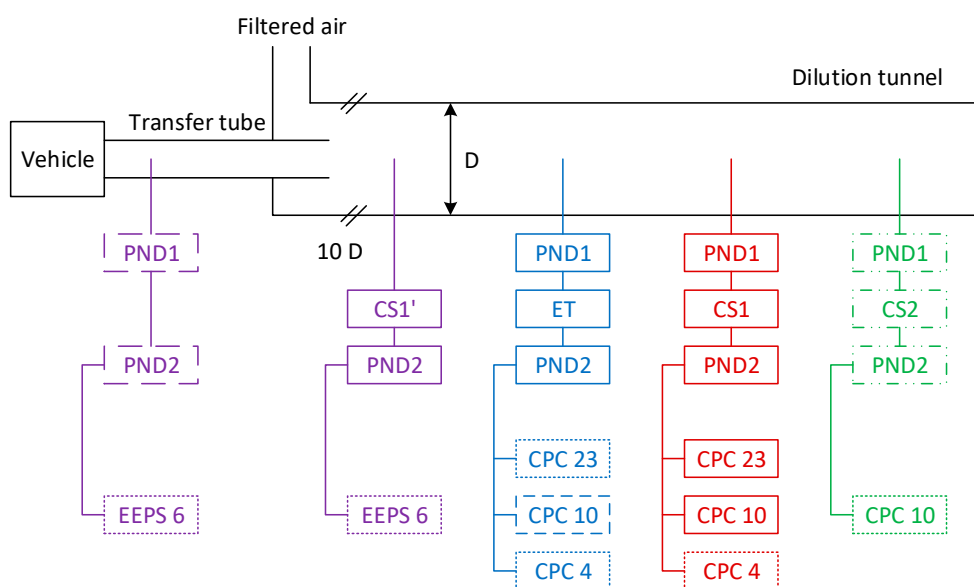 Filtered air
Dilution tunnel
Transfer tube
Vehicle
D
10 D
PND1
PND1
PND1
PND1
CS1'
ET
CS1
CS2
PND2
PND2
PND2
PND2
PND2
CPC 23
CPC 23
EEPS 6
EEPS 6
CPC 10
CPC 10
CPC 10
CPC 4
CPC 4